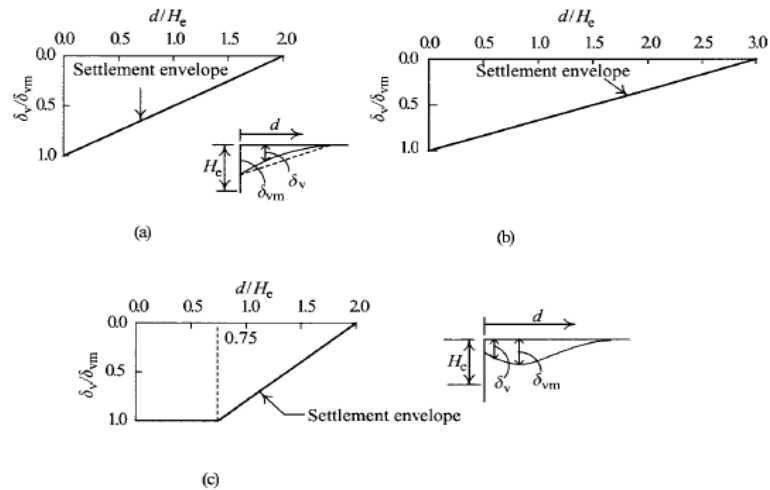 d/He
0.0 0.5 1.0 1.5 2.0
0.0
Settlement envelope
0.5
1.0
δv/δvm
d
He
δv
δvm
(a)
d/He
0.0 0.5 1.0 1.5 2.0 2.5 3.0
0.0
Settlement envelope
0.5
1.0
δv/δvm
(b)
d/He
0.0 0.5 1.0 1.5 2.0
0.0
0.75
0.5
1.0
δv/δvm
Settlement envelope
d
He
δv
δvm
(c)